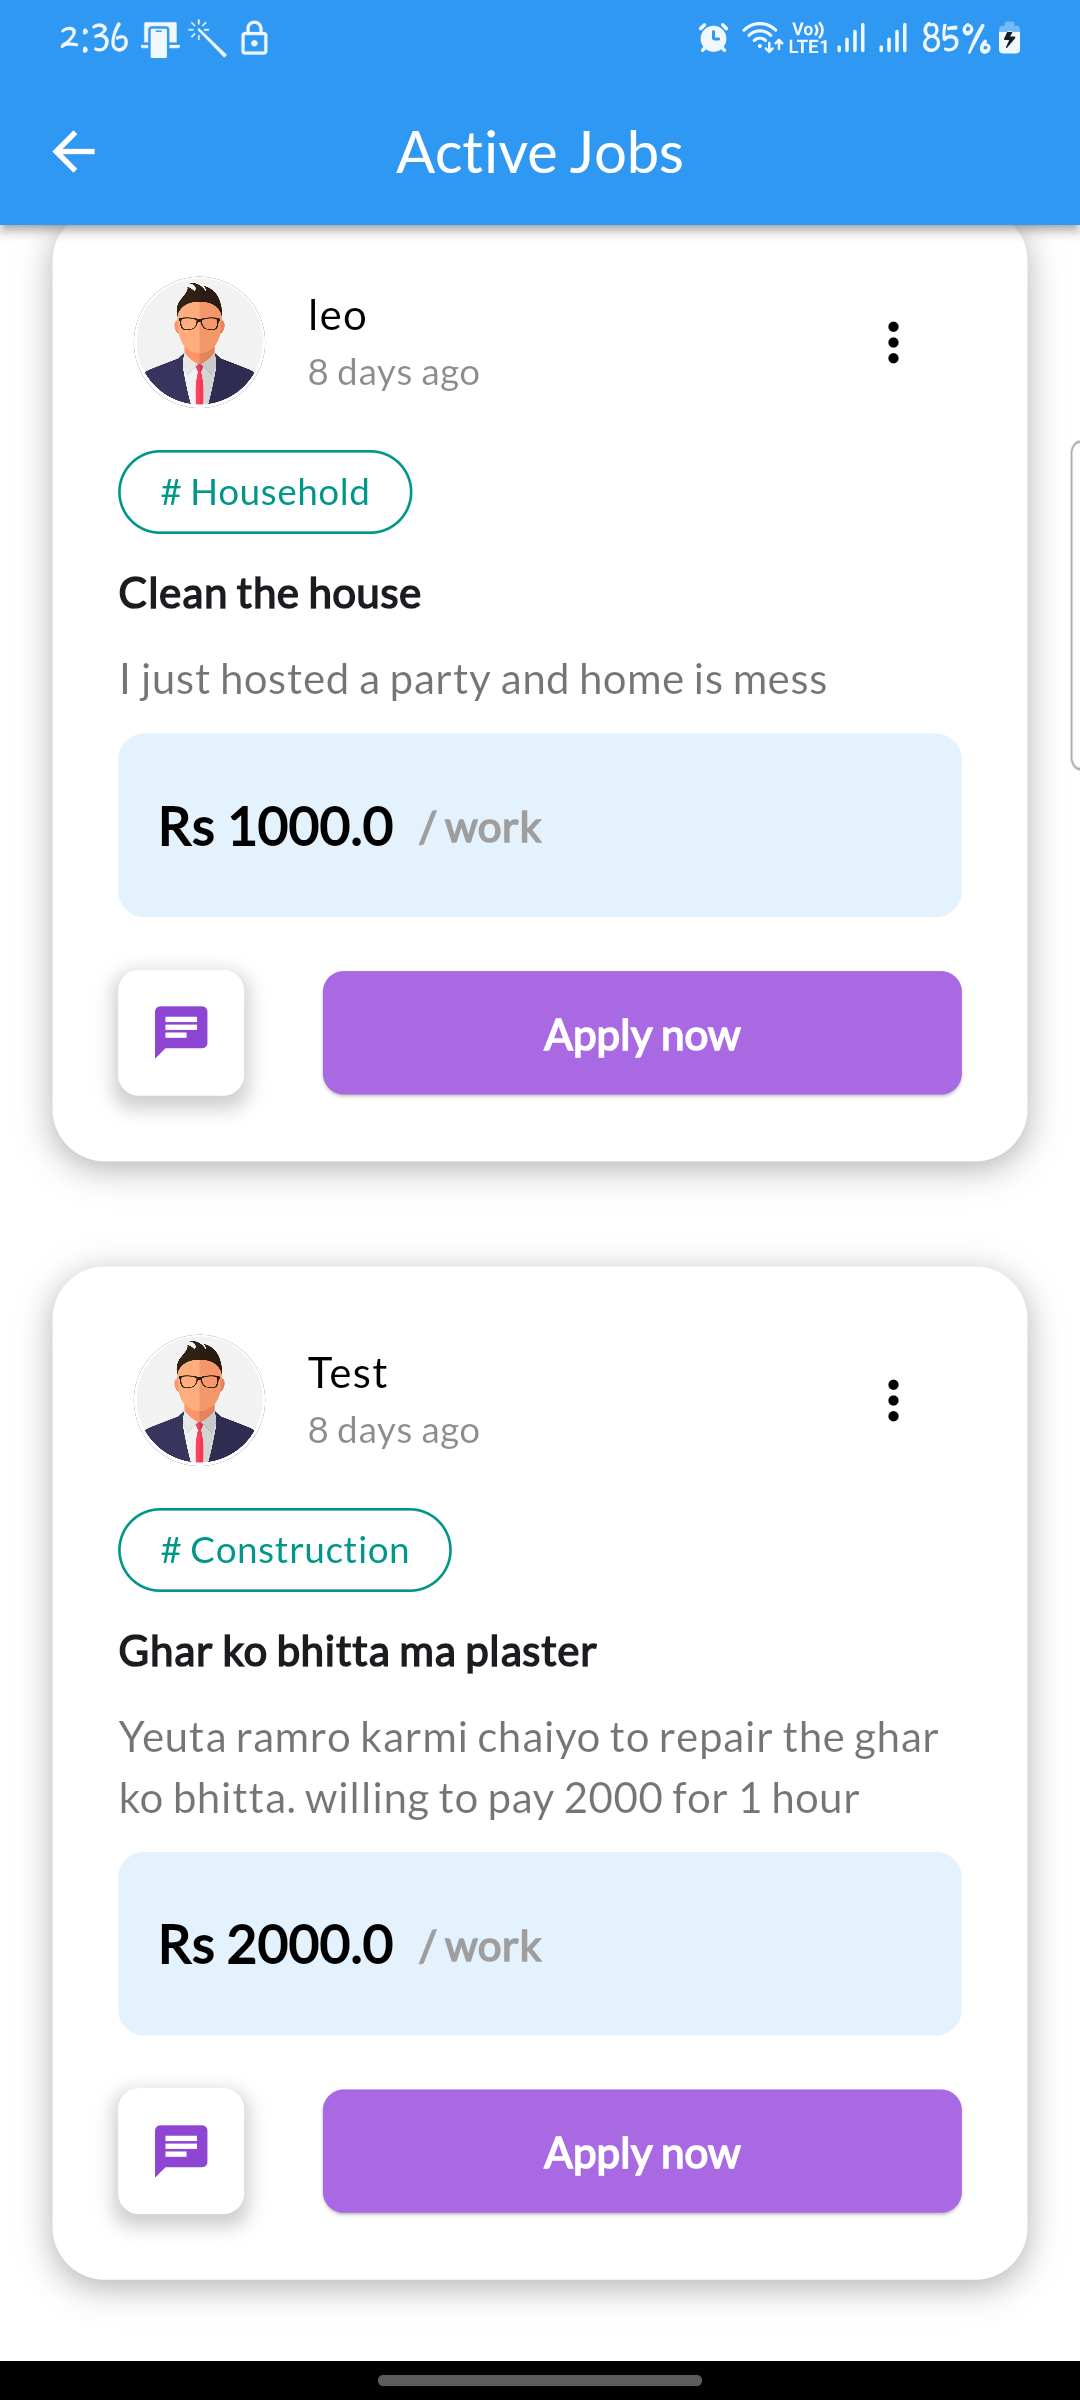 2:36
Vo))
LTE1
85%
Active Jobs
leo
8 days ago
# Household
Clean the house
I just hosted a party and home is mess
Rs 1000.0 / work
Apply now
Test
8 days ago
# Construction
Ghar ko bhitta ma plaster
Yeuta ramro karmi chaiyo to repair the ghar
ko bhitta. willing to pay 2000 for 1 hour
Rs 2000.0 / work
Apply now